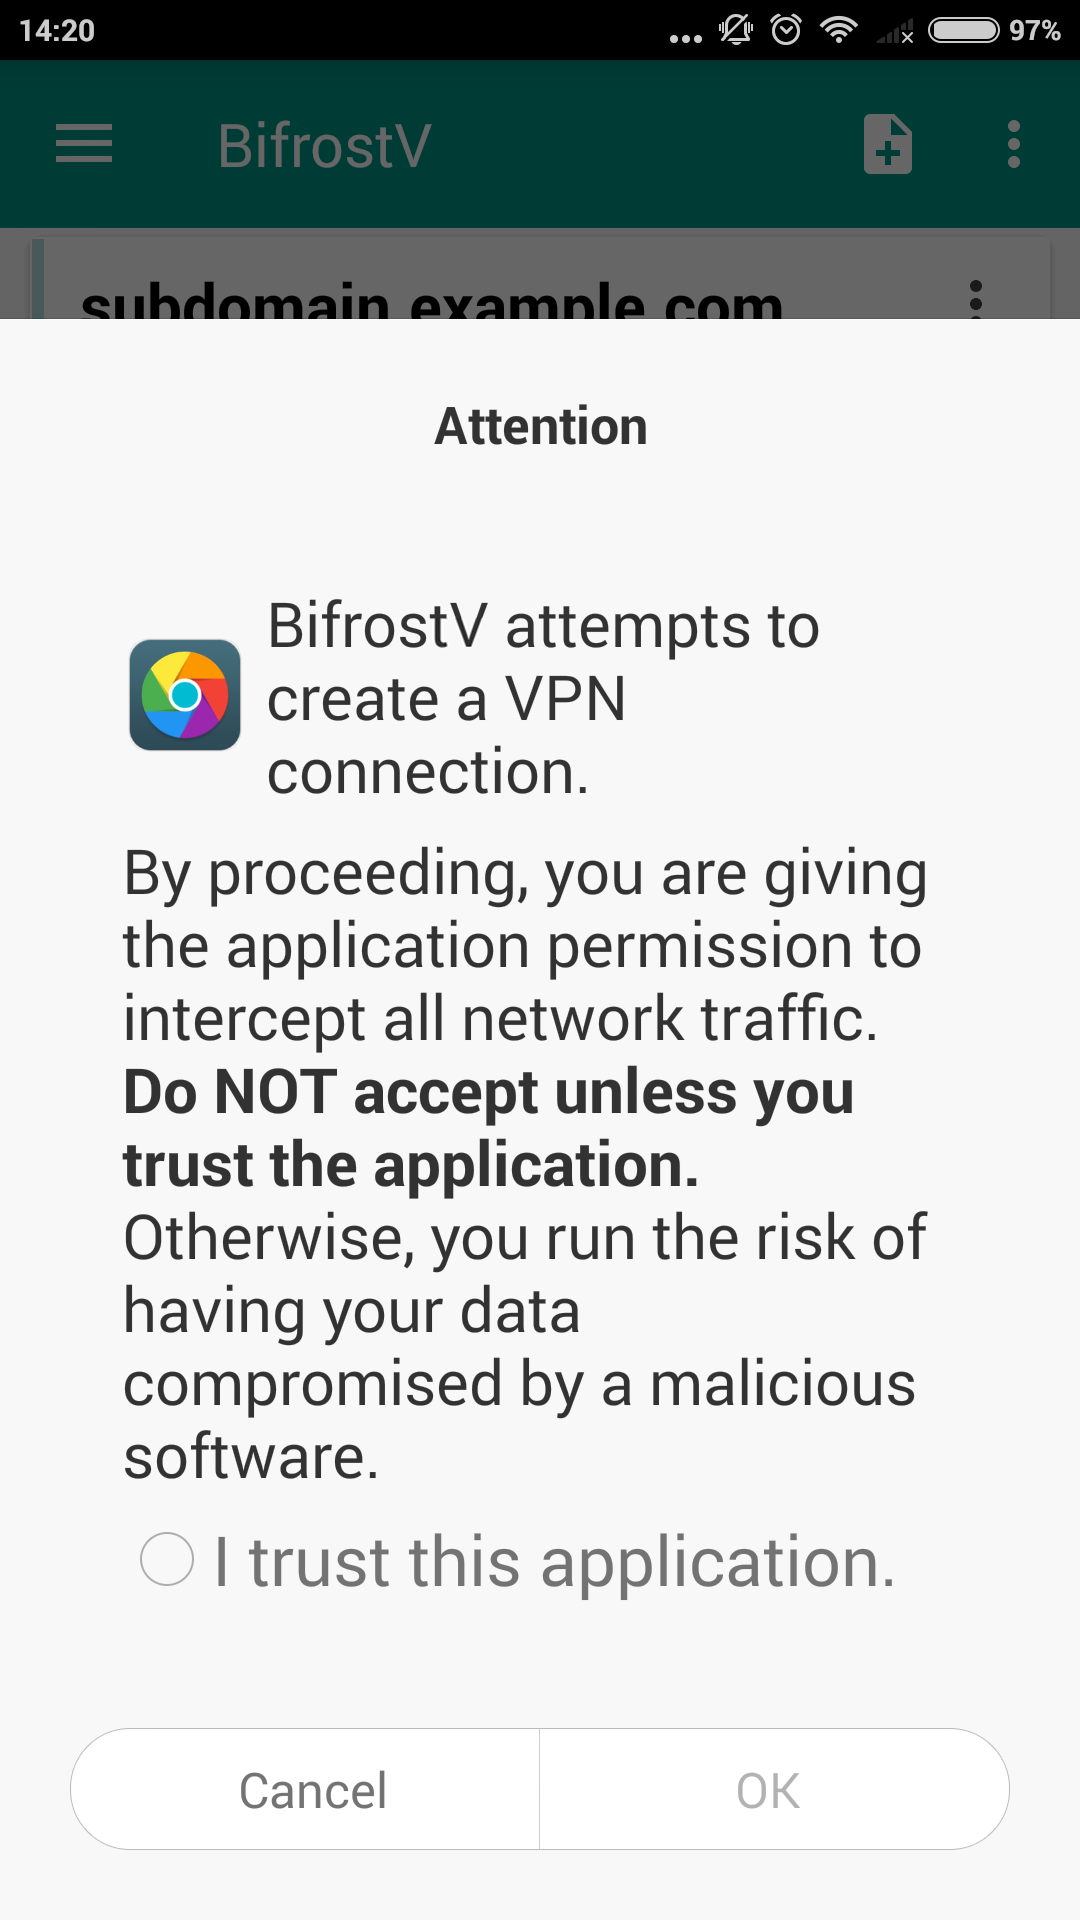 14:20
97%
BifrostV
subdomain.example.com
Attention
BifrostV attempts to
create a VPN
connection.
By proceeding, you are giving
the application permission to
intercept all network traffic.
Do NOT accept unless you
trust the application.
Otherwise, you run the risk of
having your data
compromised by a malicious
software.
I trust this application.
Cancel
OK